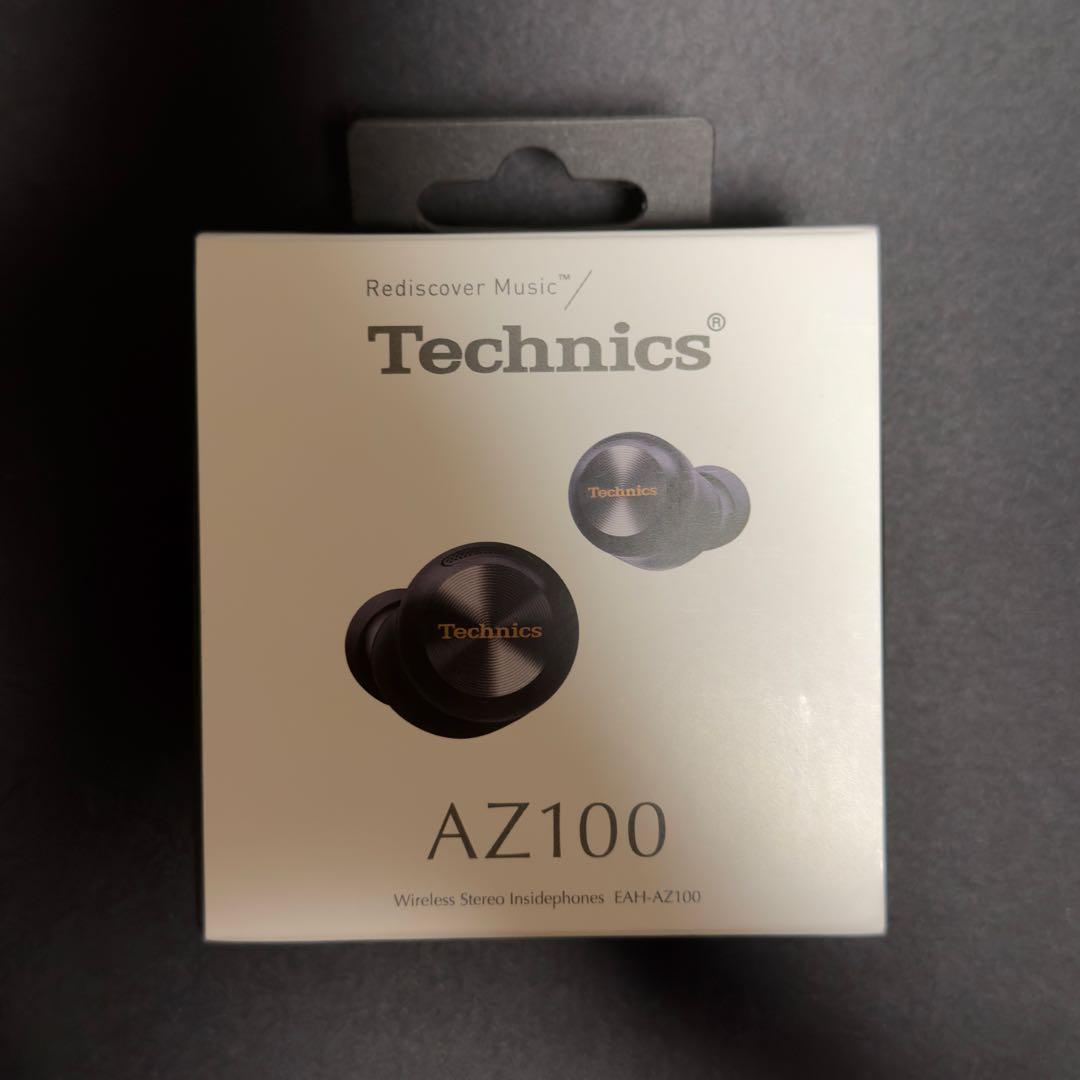 Rediscover Music™
Technics®
Technics
Technics
AZ100
Wireless Stereo Insidephones EAH-AZ100